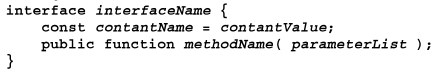 interface interfaceName {
    const contantName = contantValue;
    public function methodName( parameterList );
}